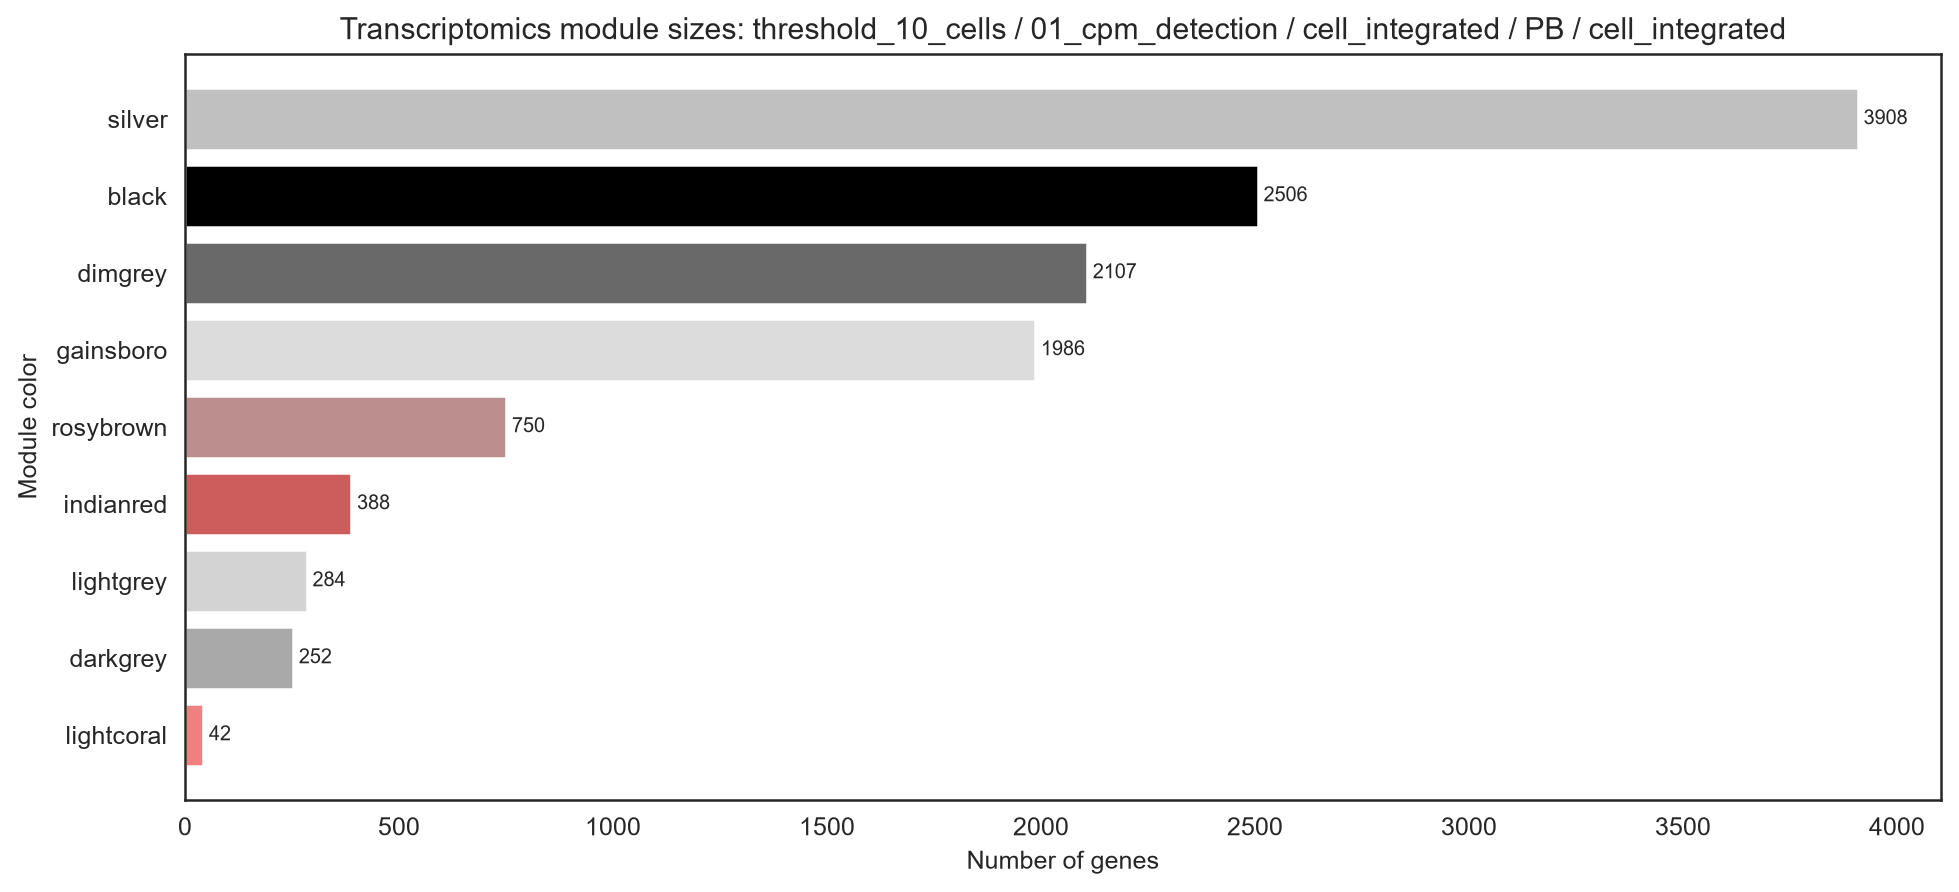 Transcriptomics module sizes: threshold_10_cells / 01_cpm_detection / cell_integrated / PB / cell_integrated
Module color
silver 3908
black 2506
dimgrey 2107
gainsboro 1986
rosybrown 750
indianred 388
lightgrey 284
darkgrey 252
lightcoral 42
0 500 1000 1500 2000 2500 3000 3500 4000
Number of genes